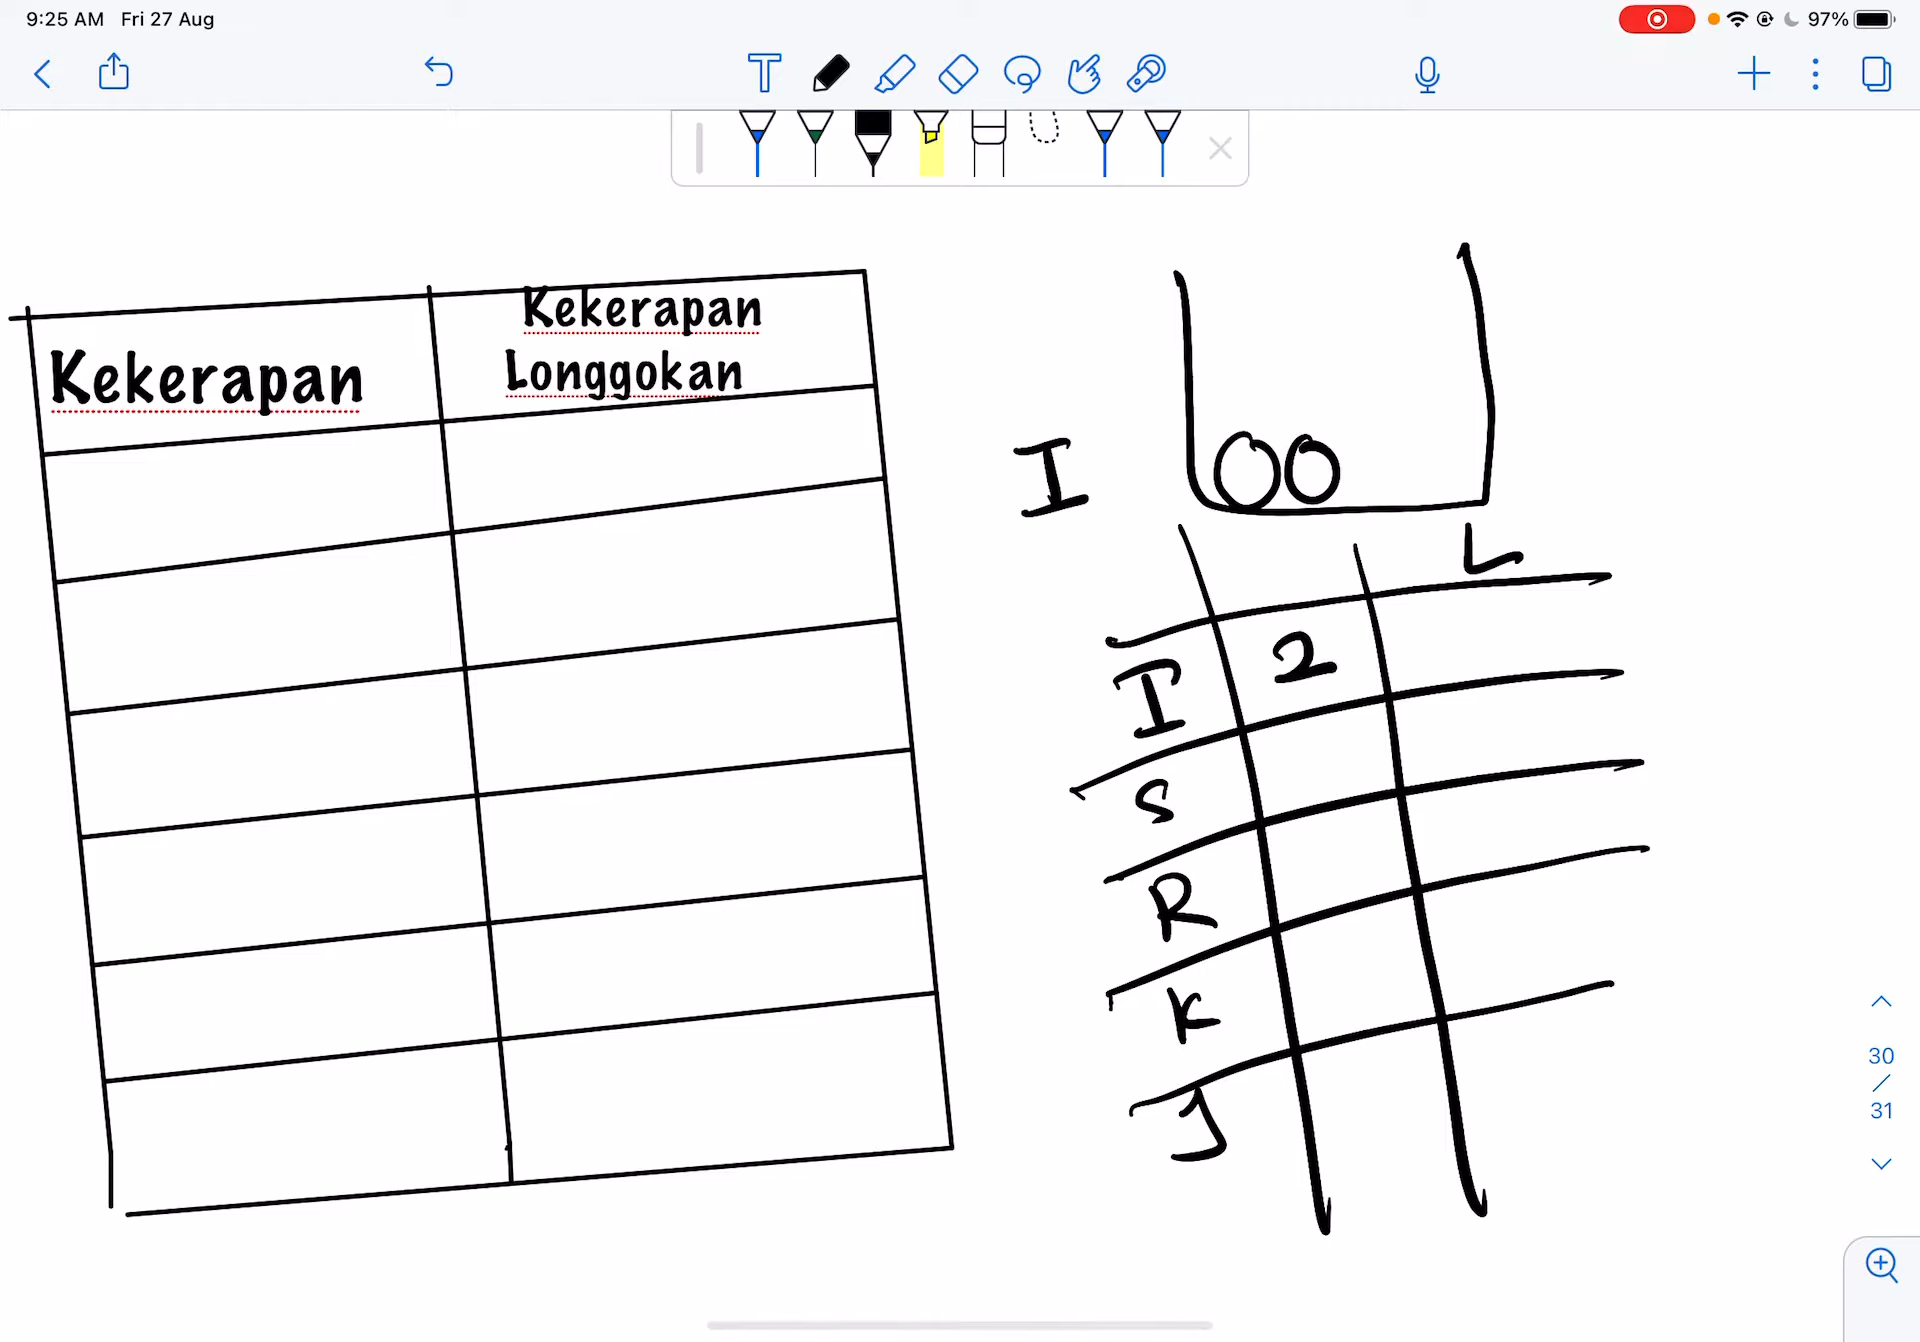 9:25 AM Fri 27 Aug
97%
T
Kekerapan
Kekerapan
Longgokan
I
L
I 2
S
R
K
J
30
/
31